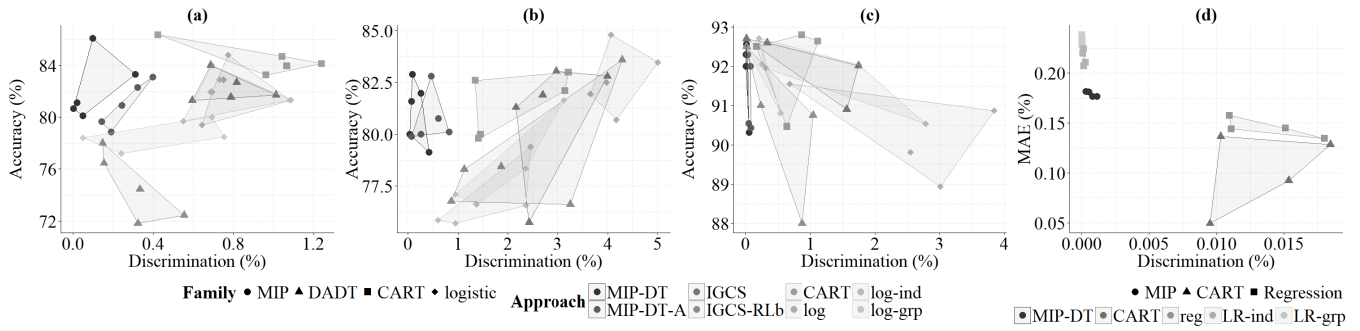 (a) (b) (c) (d)
Accuracy (%)
84
80
76
72
0.0 0.4 0.8 1.2
Discrimination (%)
Accuracy (%)
85.0
82.5
80.0
77.5
0 1 2 3 4 5
Discrimination (%)
Accuracy (%)
93
92
91
90
89
88
0 1 2 3 4
Discrimination (%)
MAE (%)
0.20
0.15
0.10
0.05
0.000 0.005 0.010 0.015
Discrimination (%)
Family MIP DADT CART logistic
Approach MIP-DT IGCS CART log-ind
MIP-DT-A IGCS-RLb log log-grp
MIP CART Regression
MIP-DT CART reg LR-ind LR-grp